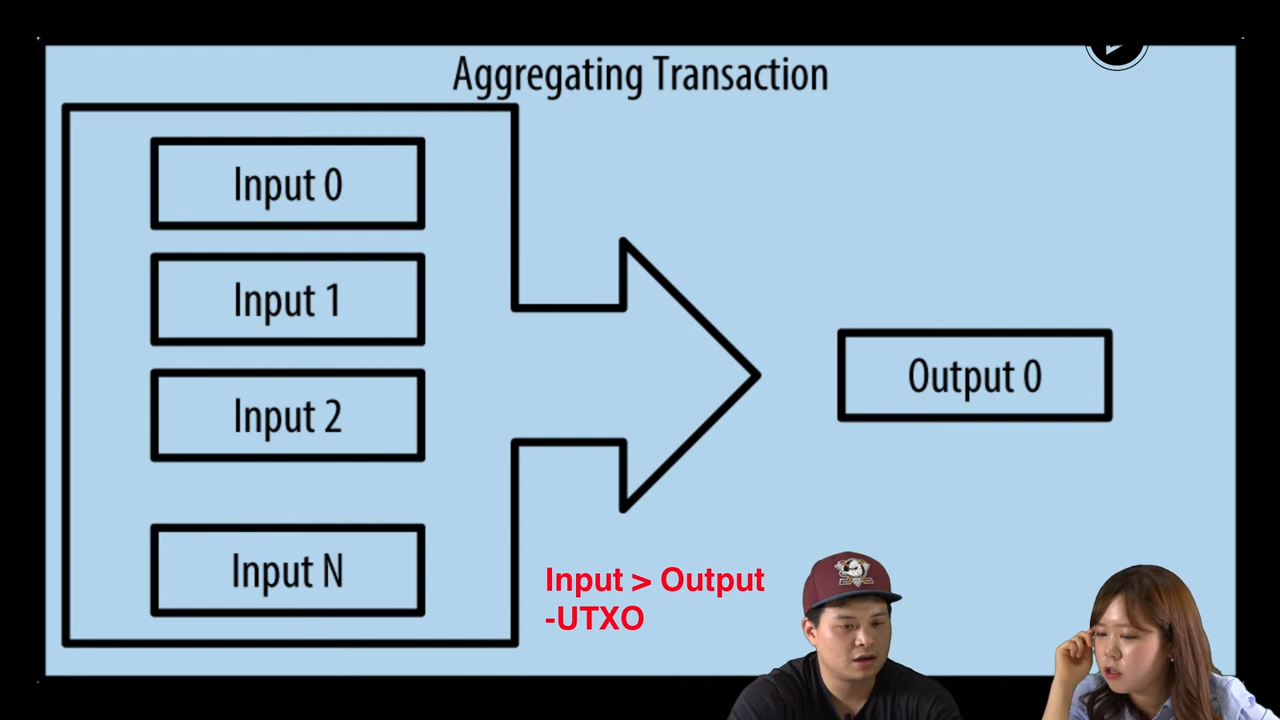 Aggregating Transaction
Input 0
Input 1
Input 2
Input N
Output 0
Input > Output
-UTXO